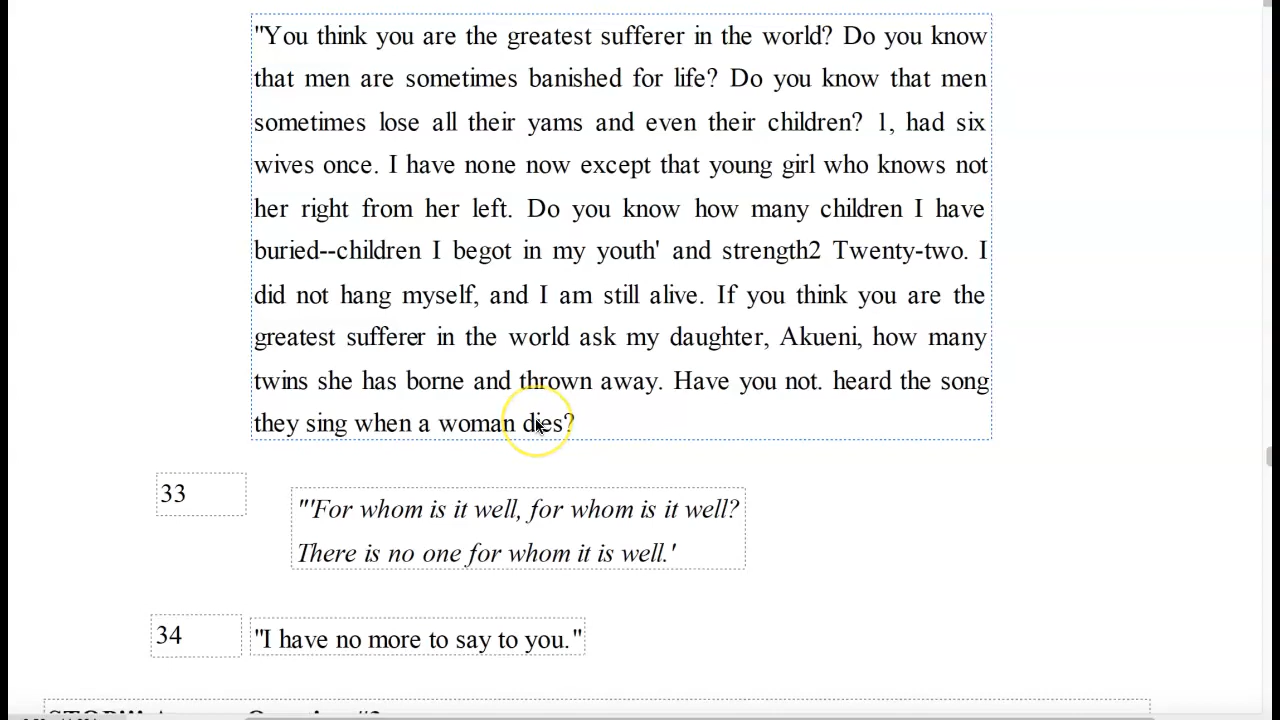 "You think you are the greatest sufferer in the world? Do you know
that men are sometimes banished for life? Do you know that men
sometimes lose all their yams and even their children? 1, had six
wives once. I have none now except that young girl who knows not
her right from her left. Do you know how many children I have
buried--children I begot in my youth' and strength2 Twenty-two. I
did not hang myself, and I am still alive. If you think you are the
greatest sufferer in the world ask my daughter, Akueni, how many
twins she has borne and thrown away. Have you not. heard the song
they sing when a woman dies?
33
"'For whom is it well, for whom is it well?
There is no one for whom it is well.'
34 "I have no more to say to you."